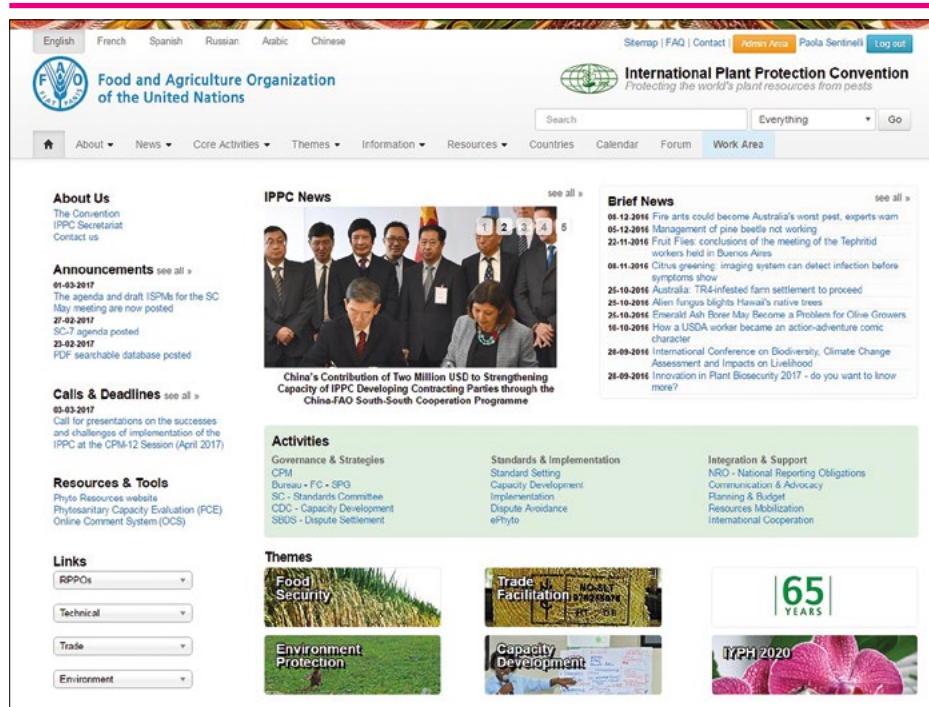 English French Spanish Russian Arabic Chinese
Sitemap | FAQ | Contact | Admin Area Paola Sentinelli Log out
Food and Agriculture Organization
of the United Nations
International Plant Protection Convention
Protecting the world's plant resources from pests
Search Everything Go
About News Core Activities Themes Information Resources Countries Calendar Forum Work Area
About Us
The Convention
IPPC Secretariat
Contact us
Announcements see all »
01-03-2017
The agenda and draft ISPMs for the SC
May meeting are now posted
27-02-2017
SC-7 agenda posted
23-02-2017
PDF searchable database posted
Calls & Deadlines see all »
03-03-2017
Call for presentations on the successes
and challenges of implementation of the
IPPC at the CPM-12 Session (April 2017)
Resources & Tools
Phyto Resources website
Phytosanitary Capacity Evaluation (PCE)
Online Comment System (OCS)
Links
RPPOs
Technical
Trade
Environment
IPPC News see all »
1 2 3 4 5
China's Contribution of Two Million USD to Strengthening
Capacity of IPPC Developing Contracting Parties through the
China-FAO South-South Cooperation Programme
Brief News see all »
08-12-2016 Fire ants could become Australia's worst pest, experts warn
05-12-2016 Management of pine beetle not working
22-11-2016 Fruit Flies: conclusions of the meeting of the Tephritid
workers held in Buenos Aires
08-11-2016 Citrus greening: imaging system can detect infection before
symptoms show
25-10-2016 Australia: TR4-infested farm settlement to proceed
25-10-2016 Alien fungus blights Hawaii's native trees
25-10-2016 Emerald Ash Borer May Become a Problem for Olive Growers
16-10-2016 How a USDA worker became an action-adventure comic
character
28-09-2016 International Conference on Biodiversity, Climate Change
Assessment and Impacts on Livelihood
28-09-2016 Innovation in Plant Biosecurity 2017 - do you want to know
more?
Activities
Governance & Strategies
CPM
Bureau - FC - SPG
SC - Standards Committee
CDC - Capacity Development
SBDS - Dispute Settlement
Standards & Implementation
Standard Setting
Capacity Development
Implementation
Dispute Avoidance
ePhyto
Integration & Support
NRO - National Reporting Obligations
Communication & Advocacy
Planning & Budget
Resources Mobilization
International Cooperation
Themes
Food
Security
Trade
Facilitation
65
YEARS
Environment
Protection
Capacity
Development
IYPH 2020